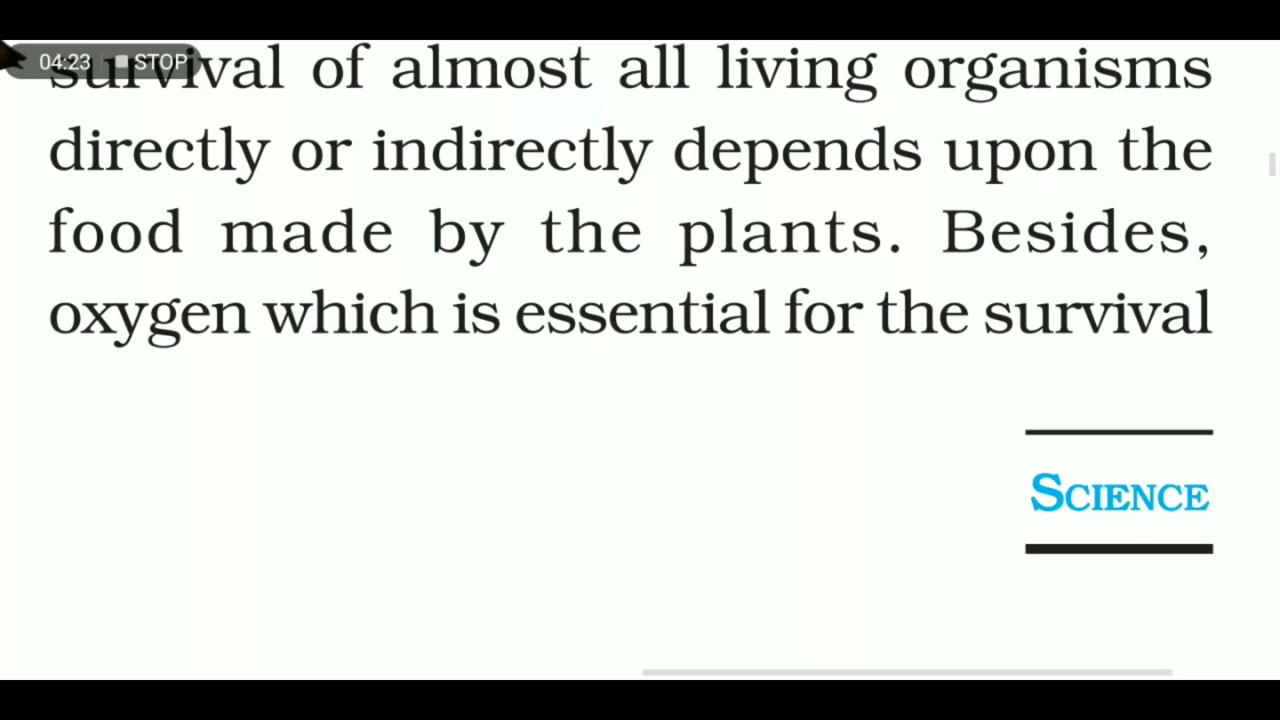 04:23 STOP
survival of almost all living organisms
directly or indirectly depends upon the
food made by the plants. Besides,
oxygen which is essential for the survival
SCIENCE